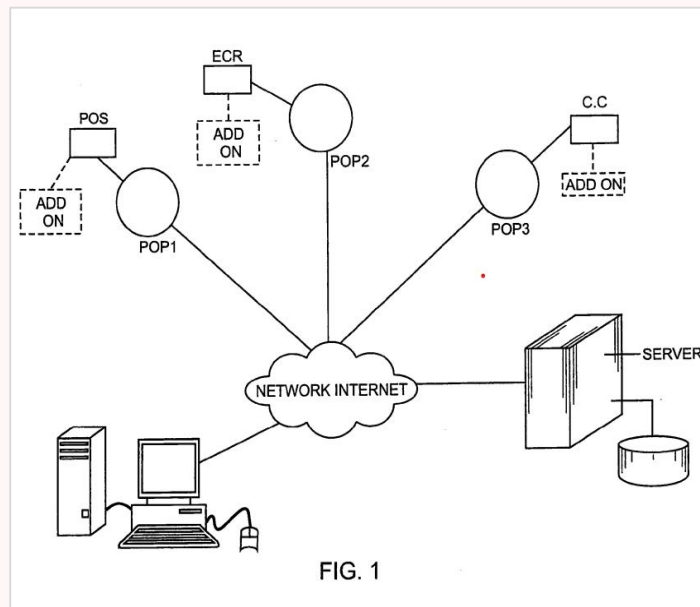 ECR
ADD
ON
POP2
POS
ADD
ON
POP1
C.C
ADD ON
POP3
SERVER
NETWORK INTERNET
FIG. 1